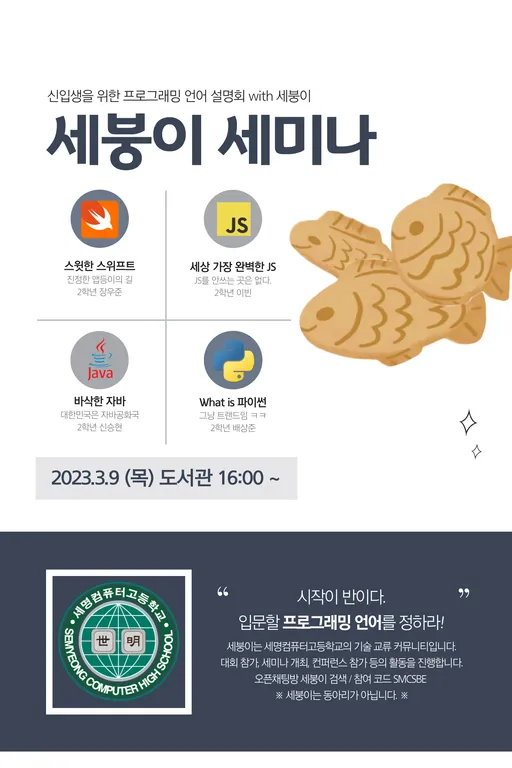 신입생을 위한 프로그래밍 언어 설명회 with 세붕이
세붕이 세미나
스윗한 스위프트
진정한 앱등이의 길
2학년 장우준
JS
세상 가장 완벽한 JS
JS를 안쓰는 곳은 없다.
2학년 이빈
Java
바삭한 자바
대한민국은 자바공화국
2학년 신승현
What is 파이썬
그냥 트랜드임 ㅋㅋ
2학년 배상준
2023.3.9 (목) 도서관 16:00 ~
세명컴퓨터고등학교
世明
SEMYEONG COMPUTER HIGH SCHOOL
“ 시작이 반이다. ”
입문할 프로그래밍 언어를 정하라!
세붕이는 세명컴퓨터고등학교의 기술 교류 커뮤니티입니다.
대회 참가, 세미나 개최, 컨퍼런스 참가 등의 활동을 진행합니다.
오픈채팅방 세붕이 검색 / 참여 코드 SMCSBE
※ 세붕이는 동아리가 아닙니다. ※